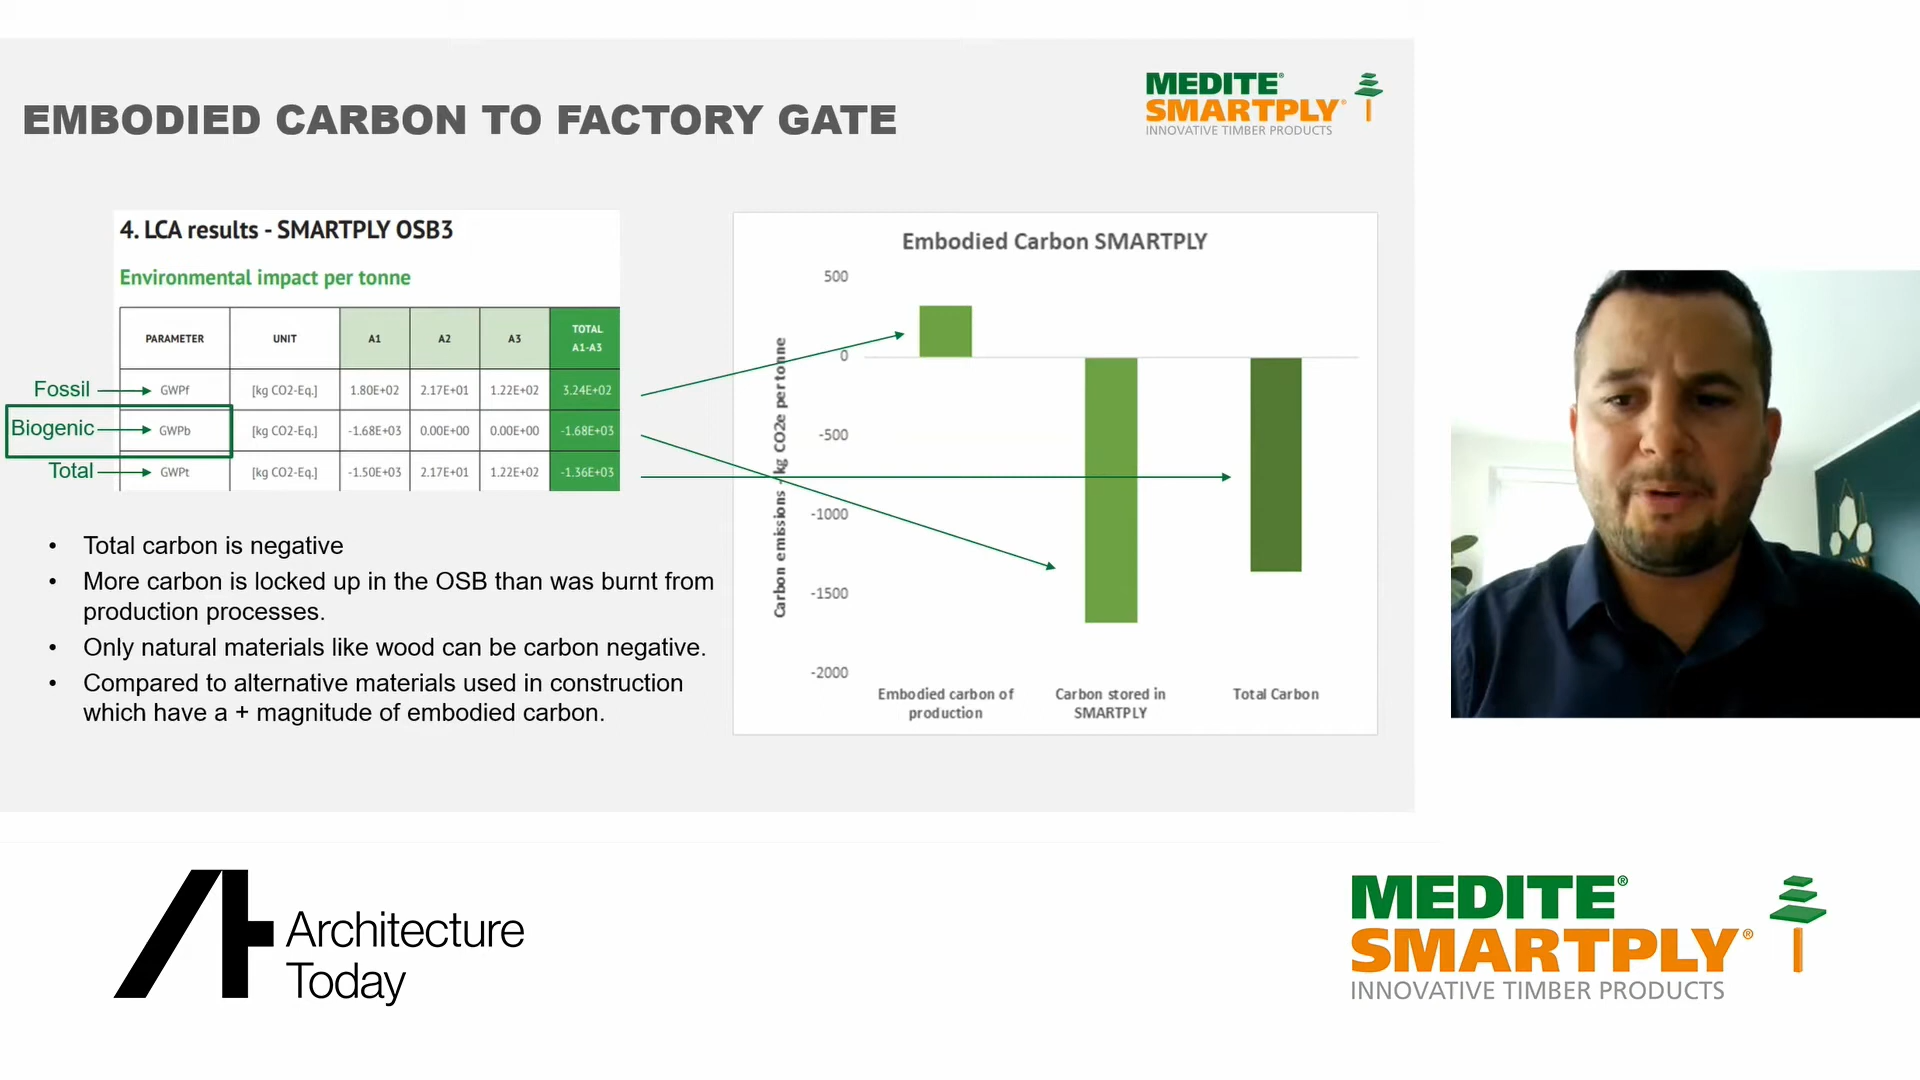 EMBODIED CARBON TO FACTORY GATE
MEDITE®
SMARTPLY®
INNOVATIVE TIMBER PRODUCTS
4. LCA results - SMARTPLY OSB3
Environmental impact per tonne
PARAMETER UNIT A1 A2 A3 TOTAL A1-A3
Fossil GWPf [kg CO2-Eq.] 1.80E+02 2.17E+01 1.22E+02 3.24E+02
Biogenic GWPb [kg CO2-Eq.] -1.68E+03 0.00E+00 0.00E+00 -1.68E+03
Total GWPt [kg CO2-Eq.] -1.50E+03 2.17E+01 1.22E+02 -1.36E+03
• Total carbon is negative
• More carbon is locked up in the OSB than was burnt from
production processes.
• Only natural materials like wood can be carbon negative.
• Compared to alternative materials used in construction
which have a + magnitude of embodied carbon.
Embodied Carbon SMARTPLY
Carbon emissions - kg CO2e per tonne
500
0
-500
-1000
-1500
-2000
Embodied carbon of
production
Carbon stored in
SMARTPLY
Total Carbon
Architecture
Today
MEDITE®
SMARTPLY®
INNOVATIVE TIMBER PRODUCTS